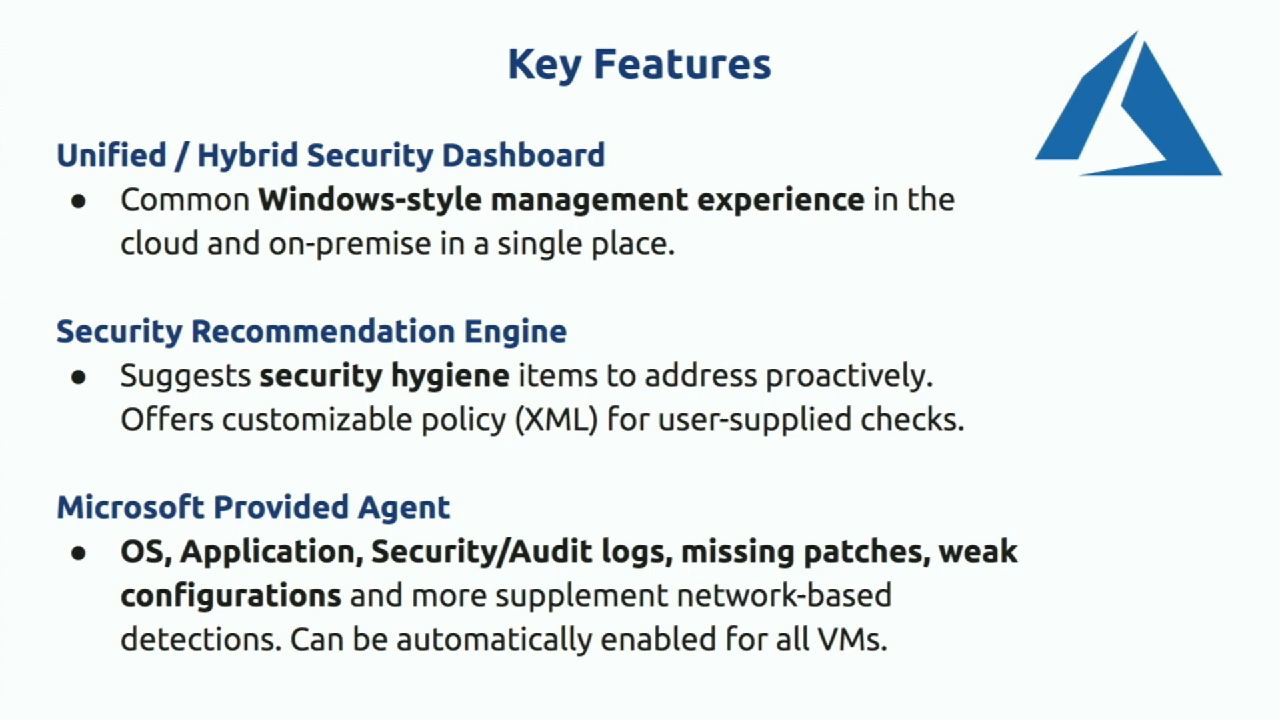 Key Features
Unified / Hybrid Security Dashboard
● Common Windows-style management experience in the
cloud and on-premise in a single place.
Security Recommendation Engine
● Suggests security hygiene items to address proactively.
Offers customizable policy (XML) for user-supplied checks.
Microsoft Provided Agent
● OS, Application, Security/Audit logs, missing patches, weak
configurations and more supplement network-based
detections. Can be automatically enabled for all VMs.